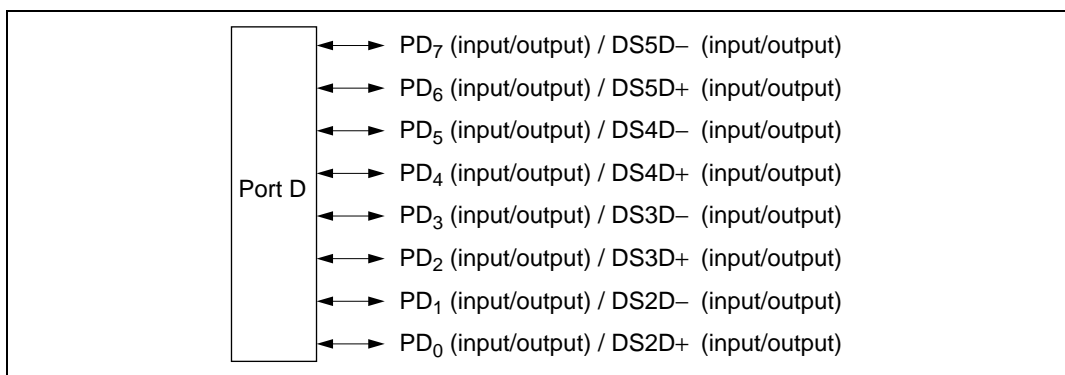 PD7 (input/output) / DS5D− (input/output)
PD6 (input/output) / DS5D+ (input/output)
PD5 (input/output) / DS4D− (input/output)
PD4 (input/output) / DS4D+ (input/output)
Port D
PD3 (input/output) / DS3D− (input/output)
PD2 (input/output) / DS3D+ (input/output)
PD1 (input/output) / DS2D− (input/output)
PD0 (input/output) / DS2D+ (input/output)